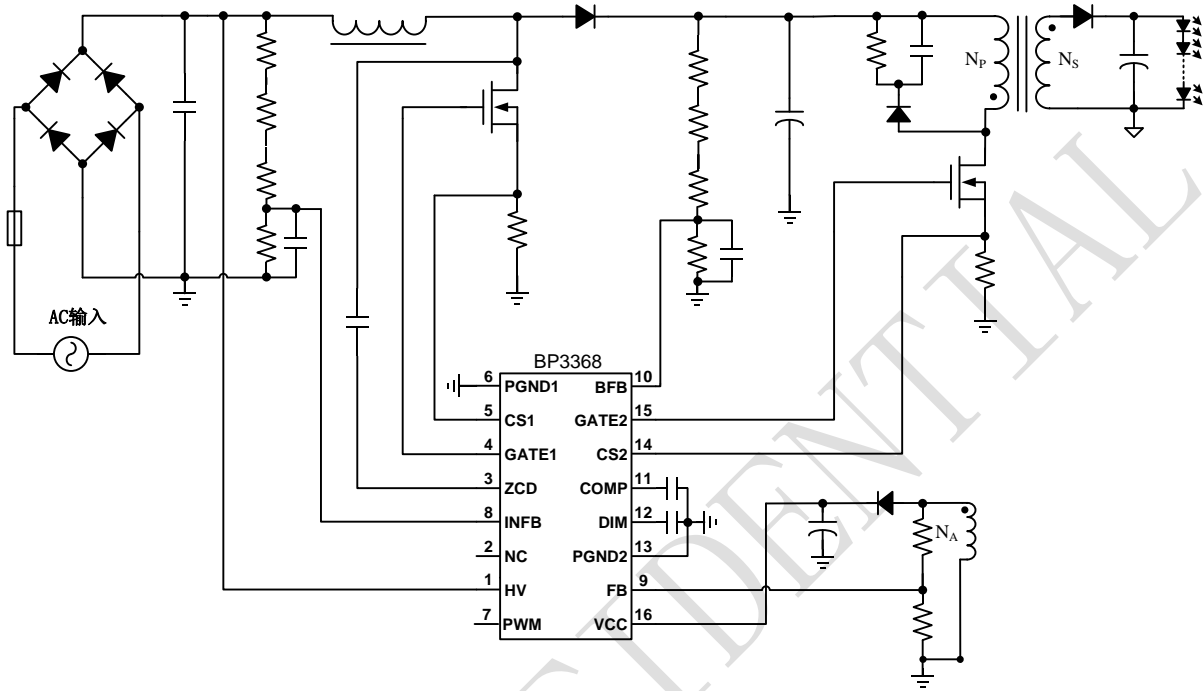 N_P
N_S
AC输入
BP3368
6 PGND1
5 CS1
4 GATE1
3 ZCD
8 INFB
2 NC
1 HV
7 PWM
10 BFB
15 GATE2
14 CS2
11 COMP
12 DIM
13 PGND2
9 FB
16 VCC
N_A
IDENTIAL